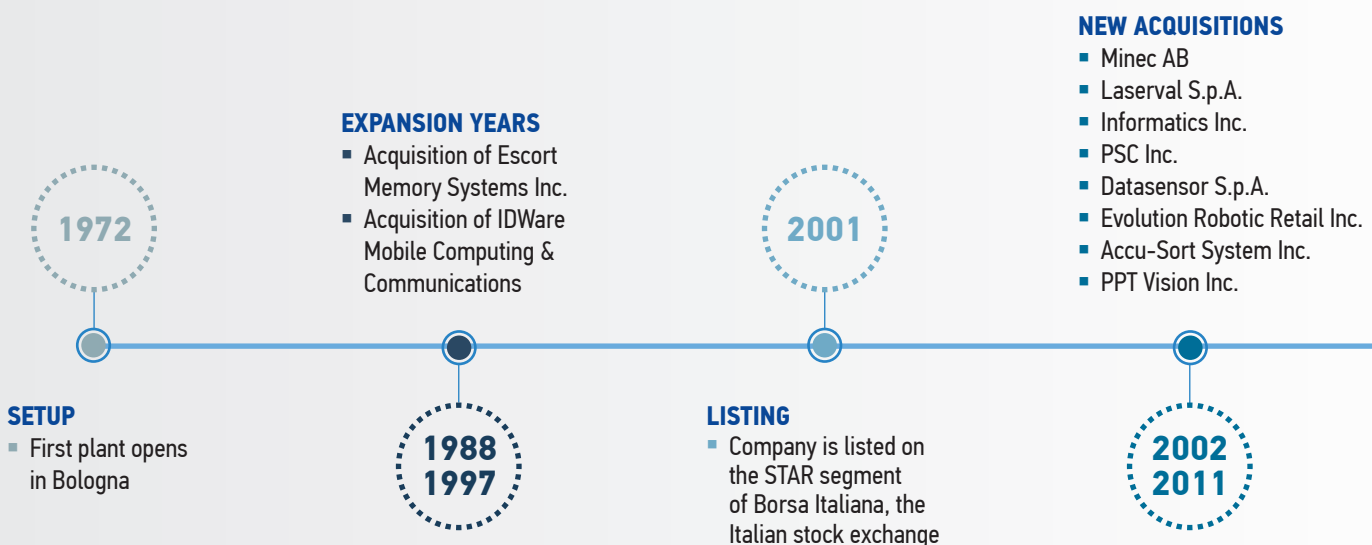 1972
SETUP
▪ First plant opens
in Bologna
EXPANSION YEARS
▪ Acquisition of Escort
Memory Systems Inc.
▪ Acquisition of IDWare
Mobile Computing &
Communications
1988
1997
2001
LISTING
▪ Company is listed on
the STAR segment
of Borsa Italiana, the
Italian stock exchange
NEW ACQUISITIONS
▪ Minec AB
▪ Laserval S.p.A.
▪ Informatics Inc.
▪ PSC Inc.
▪ Datasensor S.p.A.
▪ Evolution Robotic Retail Inc.
▪ Accu-Sort System Inc.
▪ PPT Vision Inc.
2002
2011